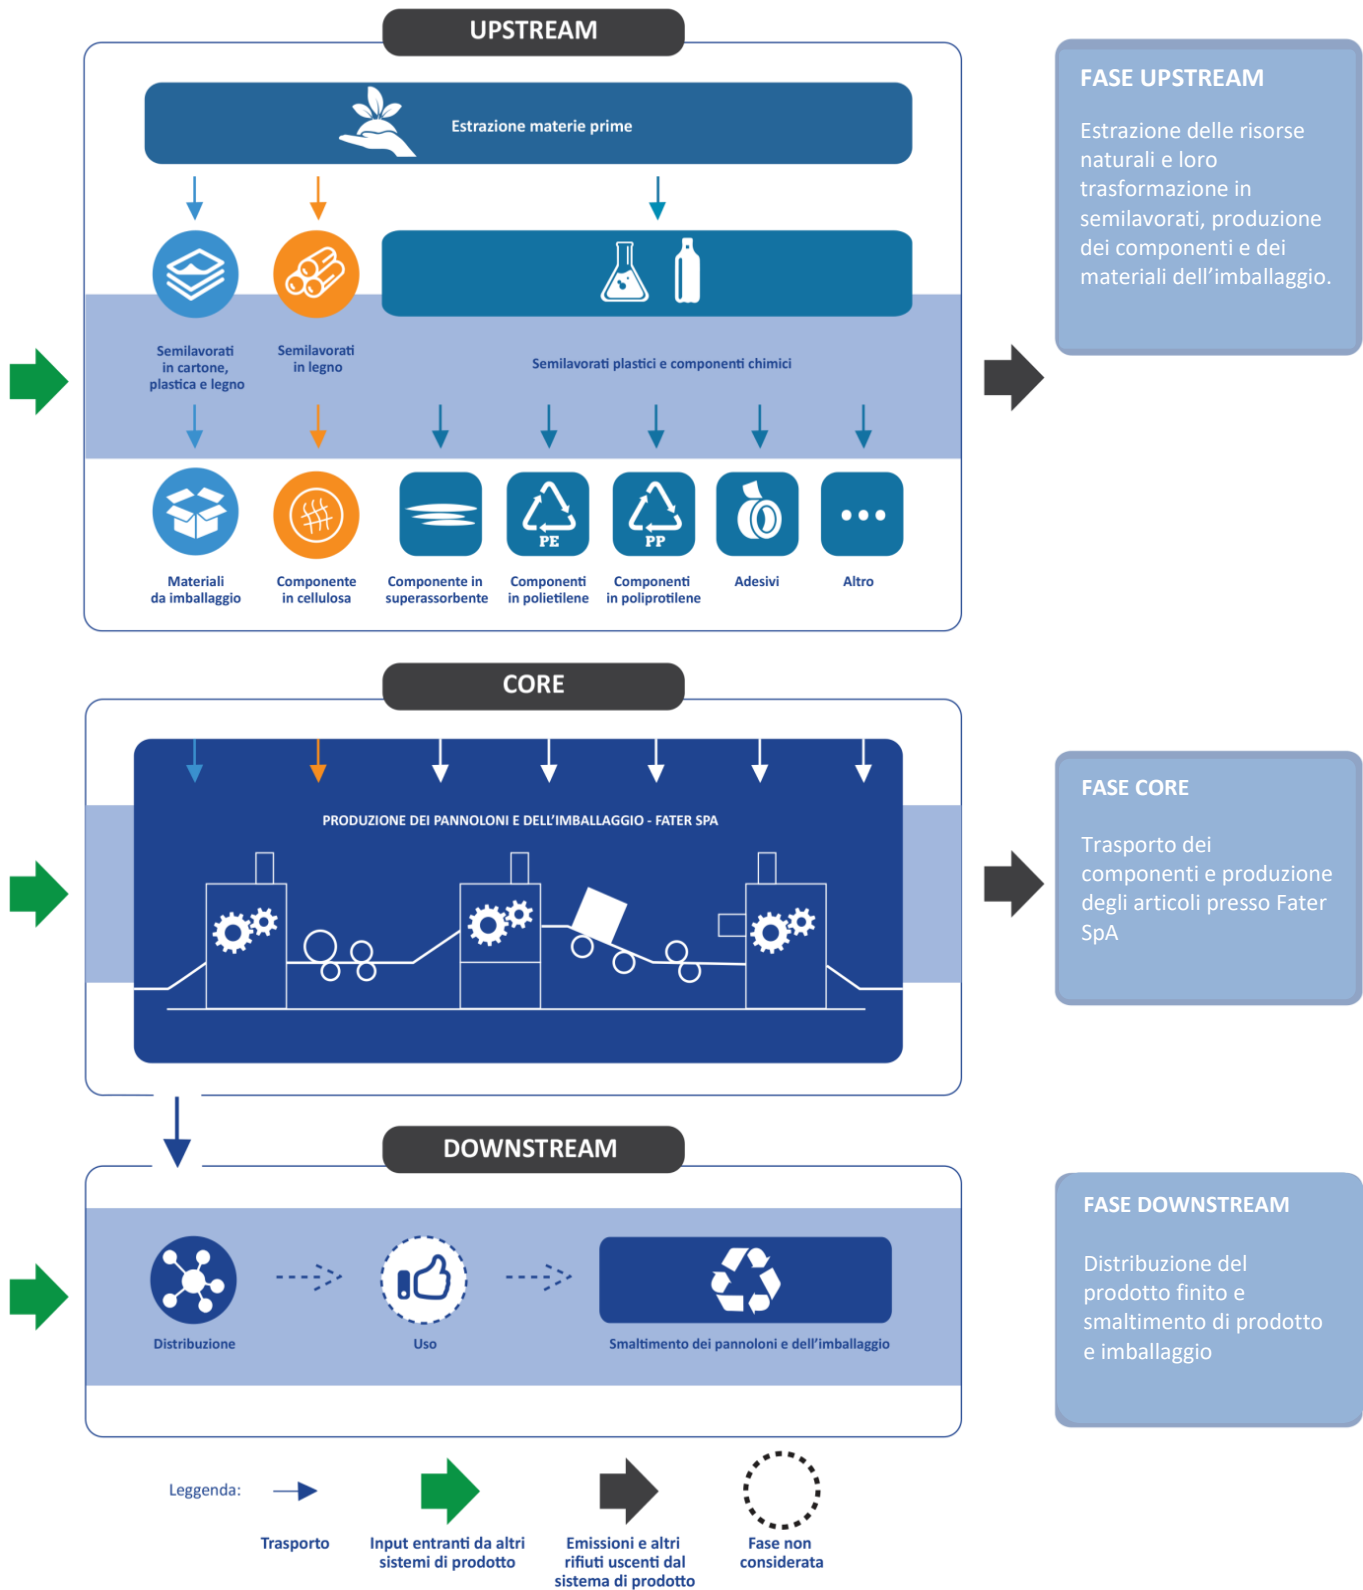 UPSTREAM
Estrazione materie prime
Semilavorati
in cartone,
plastica e legno
Semilavorati
in legno
Semilavorati plastici e componenti chimici
PE
PP
Materiali
da imballaggio
Componente
in cellulosa
Componente in
superassorbente
Componenti
in polietilene
Componenti
in poliprotilene
Adesivi
Altro
FASE UPSTREAM
Estrazione delle risorse
naturali e loro
trasformazione in
semilavorati, produzione
dei componenti e dei
materiali dell’imballaggio.
CORE
PRODUZIONE DEI PANNOLONI E DELL’IMBALLAGGIO - FATER SPA
FASE CORE
Trasporto dei
componenti e produzione
degli articoli presso Fater
SpA
DOWNSTREAM
Distribuzione
Uso
Smaltimento dei pannoloni e dell’imballaggio
FASE DOWNSTREAM
Distribuzione del
prodotto finito e
smaltimento di prodotto
e imballaggio
Leggenda:
Trasporto
Input entranti da altri
sistemi di prodotto
Emissioni e altri
rifiuti uscenti dal
sistema di prodotto
Fase non
considerata